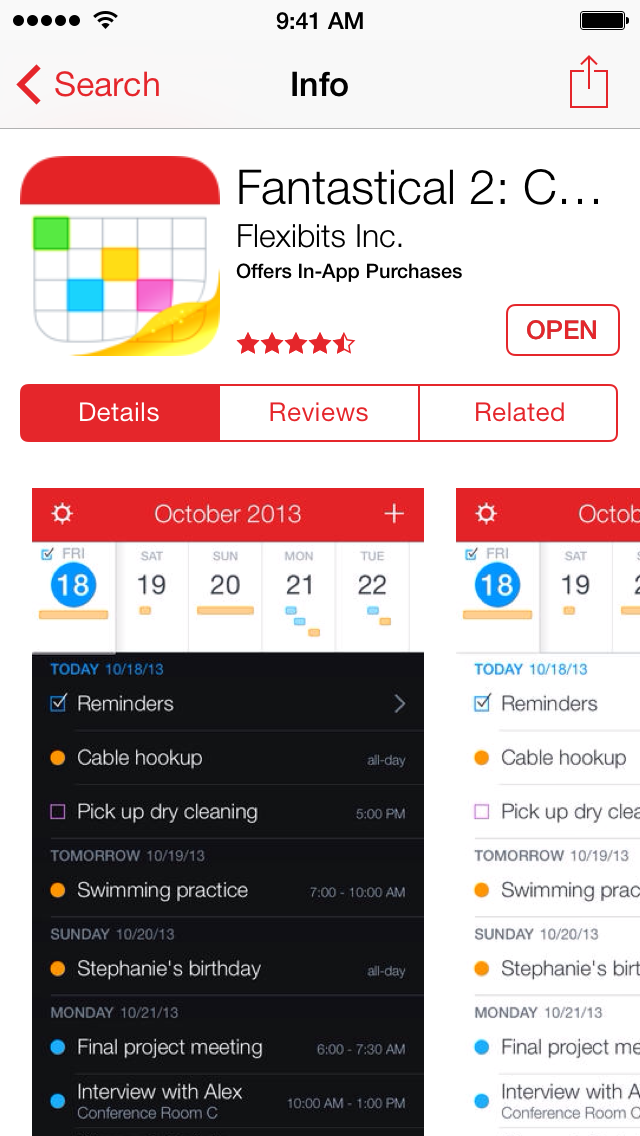 9:41 AM
Search
Info
Fantastical 2: C...
Flexibits Inc.
Offers In-App Purchases
OPEN
Details
Reviews
Related
October 2013
FRI SAT SUN MON TUE
18 19 20 21 22
TODAY 10/18/13
Reminders
Cable hookup all-day
Pick up dry cleaning 5:00 PM
TOMORROW 10/19/13
Swimming practice 7:00 - 10:00 AM
SUNDAY 10/20/13
Stephanie's birthday all-day
MONDAY 10/21/13
Final project meeting 6:00 - 7:30 AM
Interview with Alex 10:00 AM - 1:00 PM
Conference Room C
Octob
FRI SAT
18 19
TODAY 10/18/13
Reminders
Cable hookup
Pick up dry clea
TOMORROW 10/19/13
Swimming prac
SUNDAY 10/20/13
Stephanie's birt
MONDAY 10/21/13
Final project me
Interview with A
Conference Room C